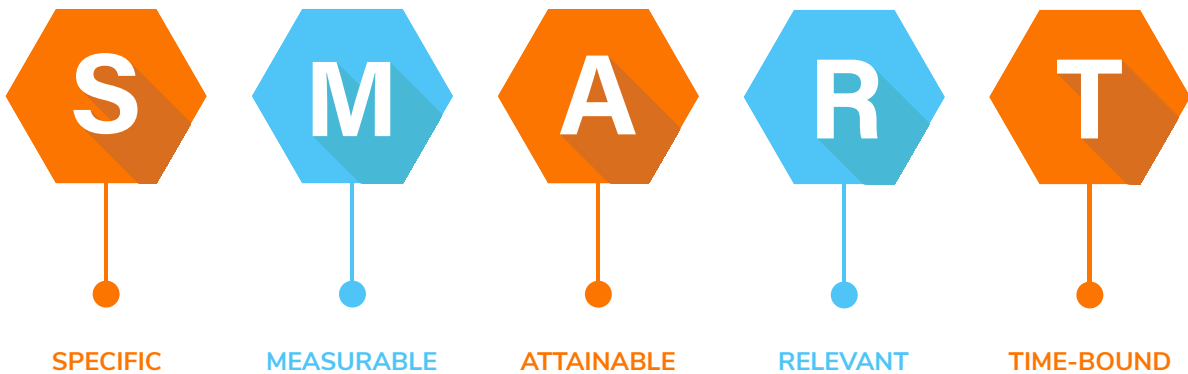 S M A R T
SPECIFIC MEASURABLE ATTAINABLE RELEVANT TIME-BOUND